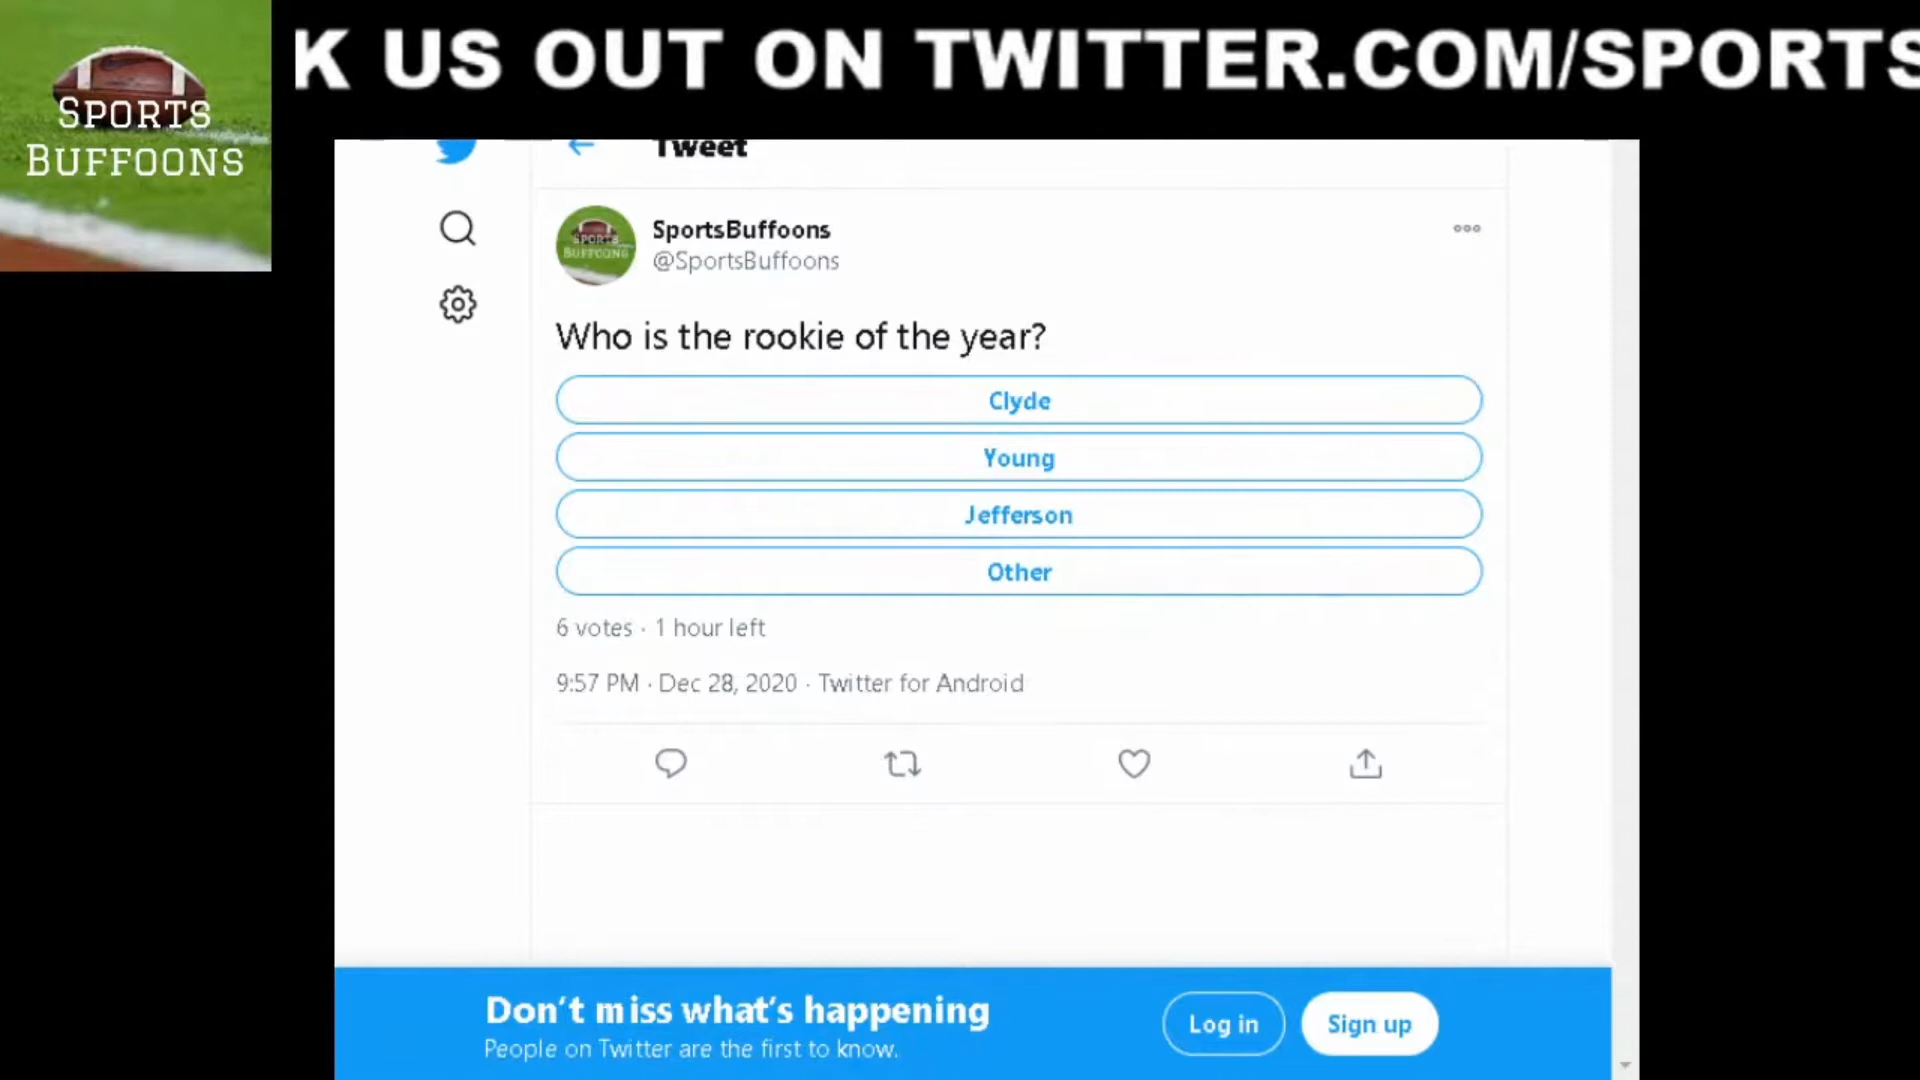 SPORTS
BUFFOONS
K US OUT ON TWITTER.COM/SPORTS
Tweet
SPORTS
BUFFOONS
SportsBuffoons
@SportsBuffoons
Who is the rookie of the year?
Clyde
Young
Jefferson
Other
6 votes · 1 hour left
9:57 PM · Dec 28, 2020 · Twitter for Android
Don't miss what's happening
People on Twitter are the first to know.
Log in
Sign up